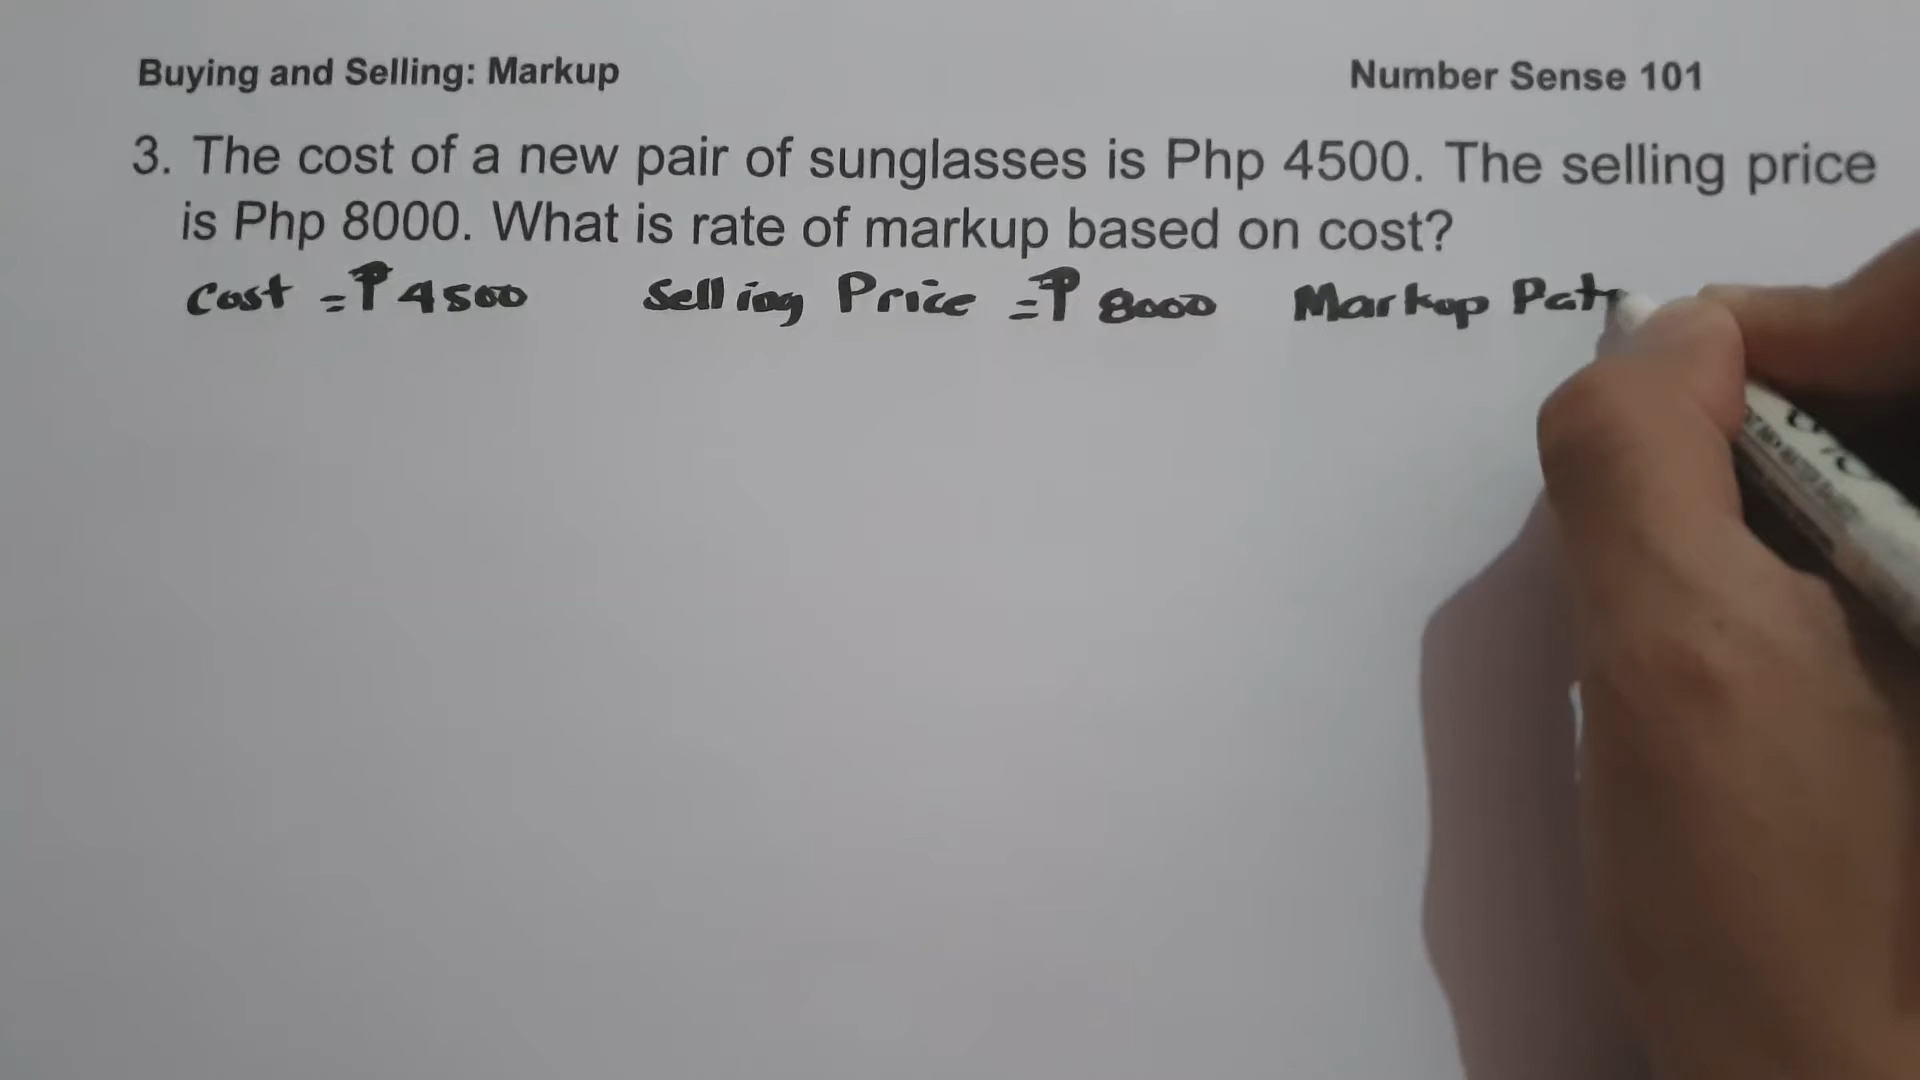 Buying and Selling: Markup Number Sense 101
3. The cost of a new pair of sunglasses is Php 4500. The selling price
is Php 8000. What is rate of markup based on cost?
Cost = ₱ 4500 Selling Price = ₱ 8000 Markup